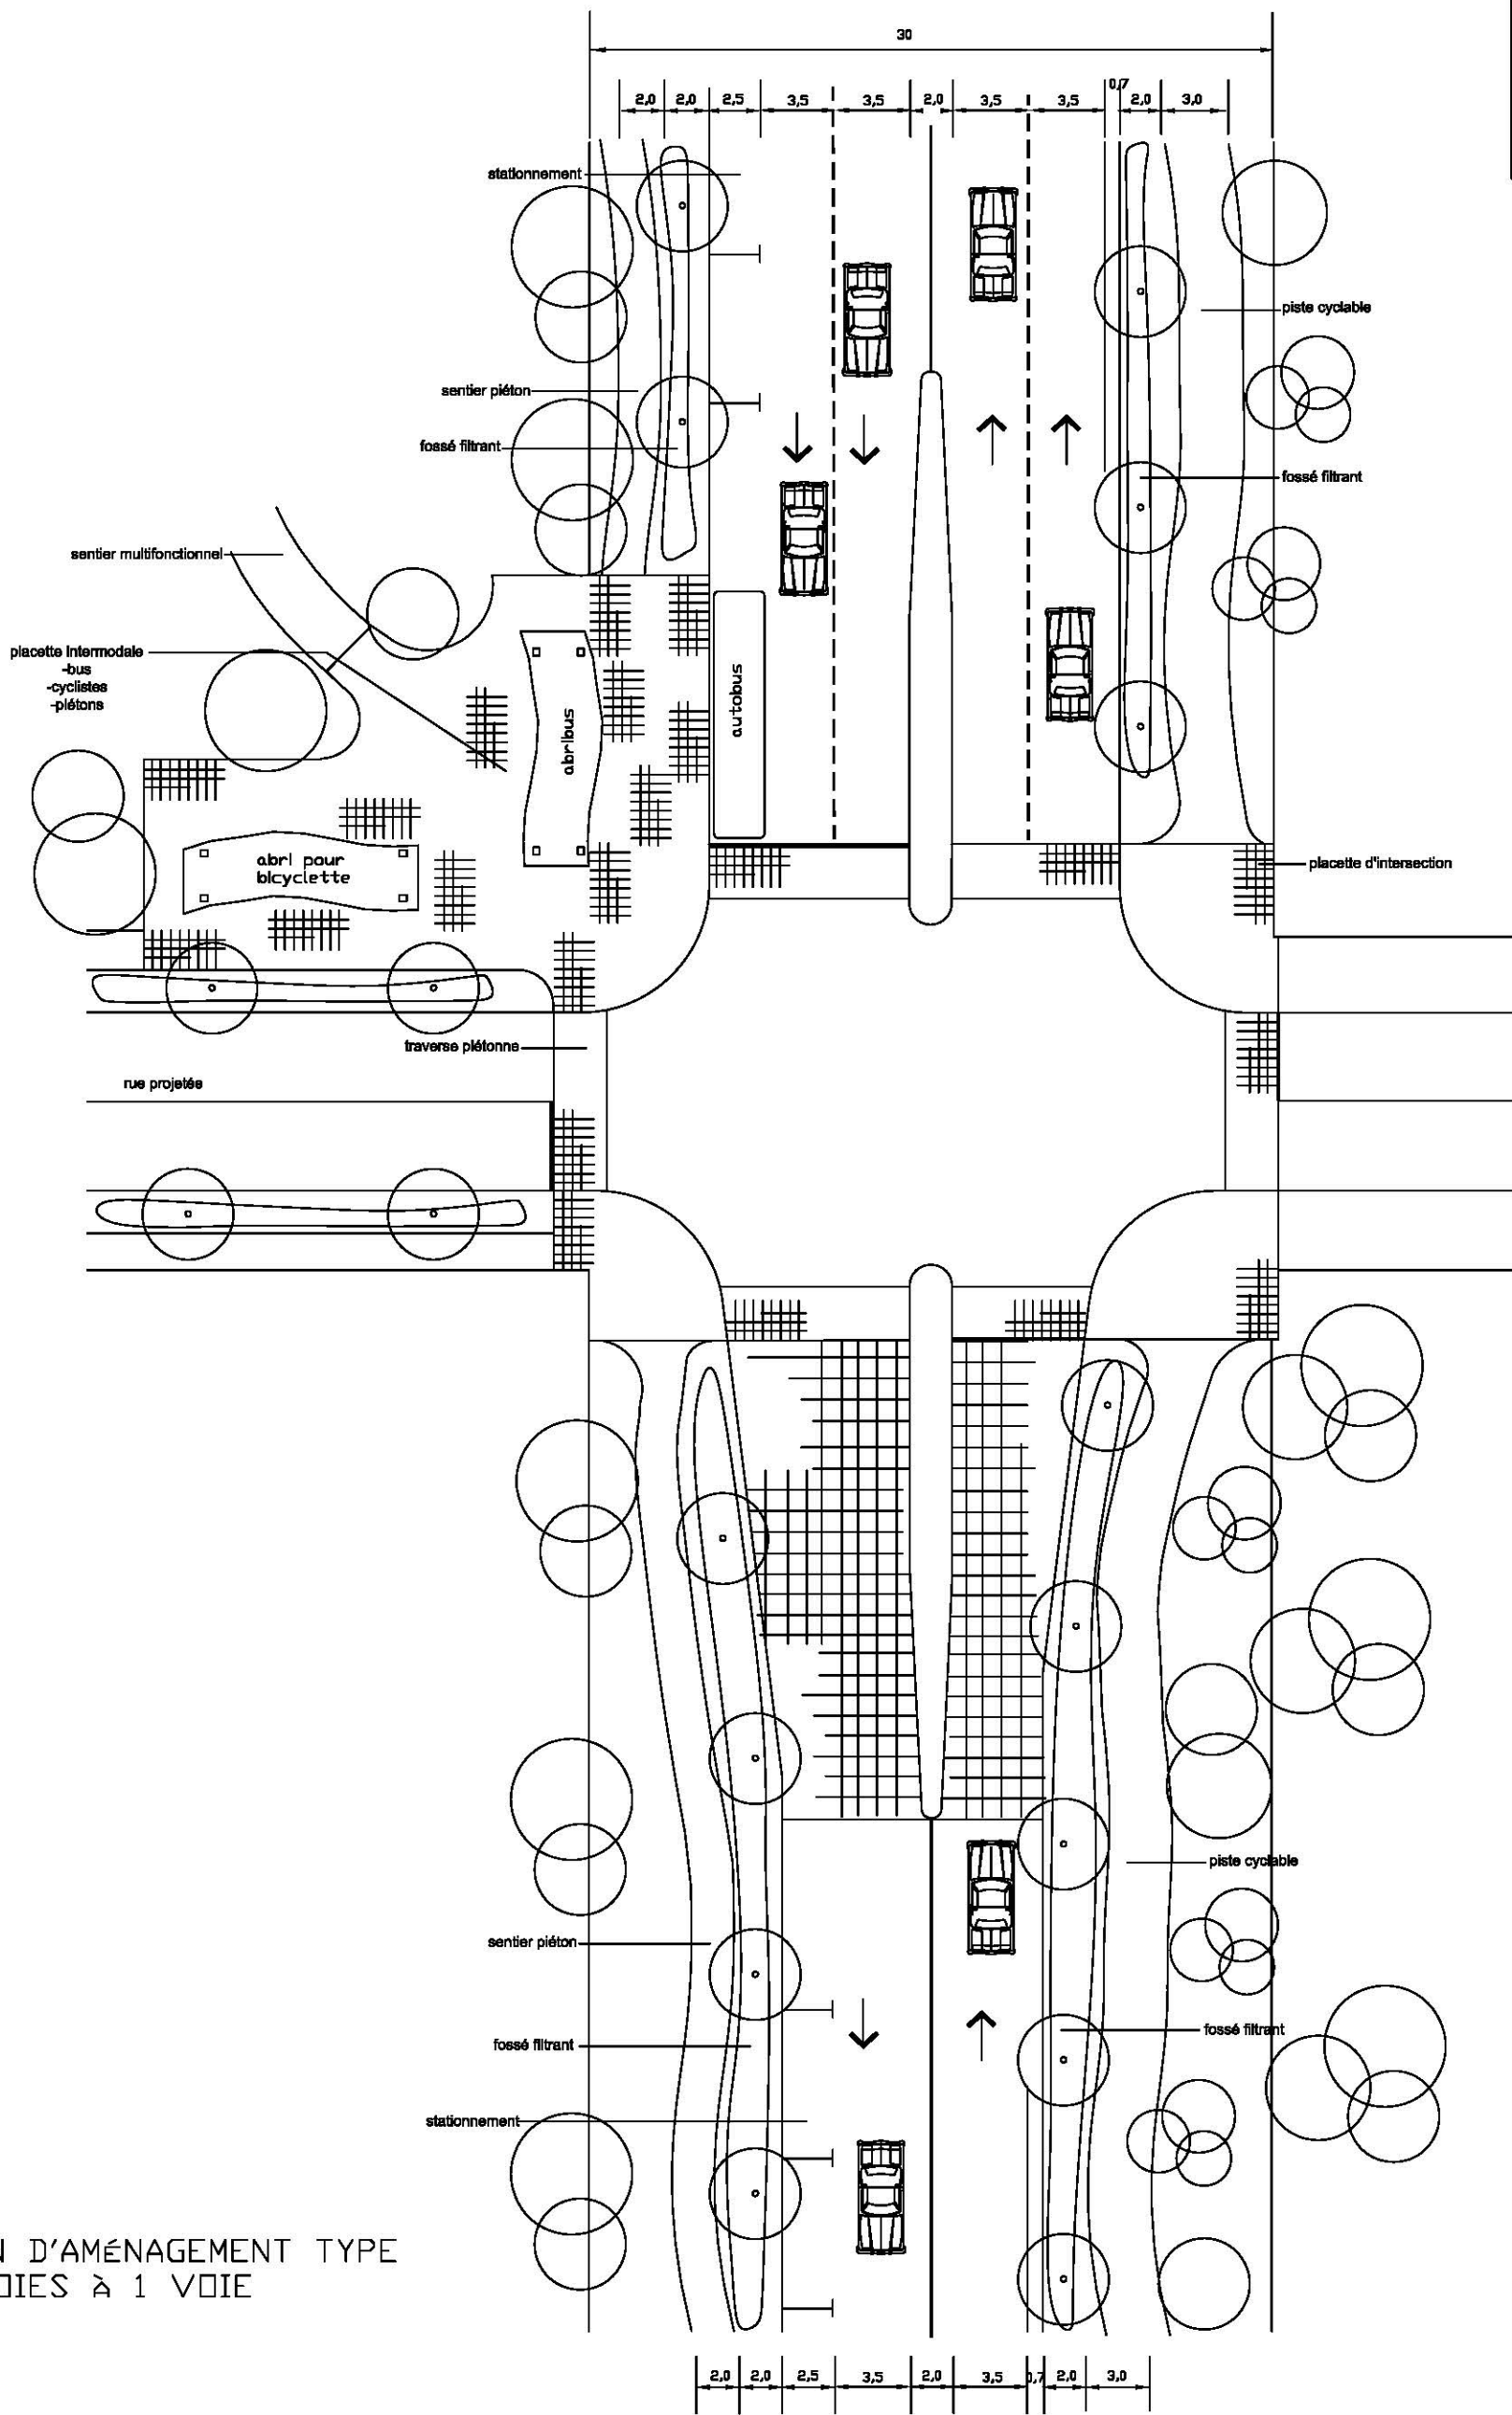 30
2,0 2,0 2,5 3,5 3,5 2,0 3,5 3,5 0,7 2,0 3,0
stationnement
piste cyclable
sentier piéton
fossé filtrant
fossé filtrant
sentier multifonctionnel
placette intermodale
-bus
-cyclistes
-piétons
autobus
abribus
abri pour
bicyclette
placette d'intersection
traverse piétonne
rue projetée
piste cyclable
sentier piéton
fossé filtrant
fossé filtrant
stationnement
D'AMÉNAGEMENT TYPE
OIES À 1 VOIE
2,0 2,0 2,5 3,5 2,0 3,5 0,7 2,0 3,0